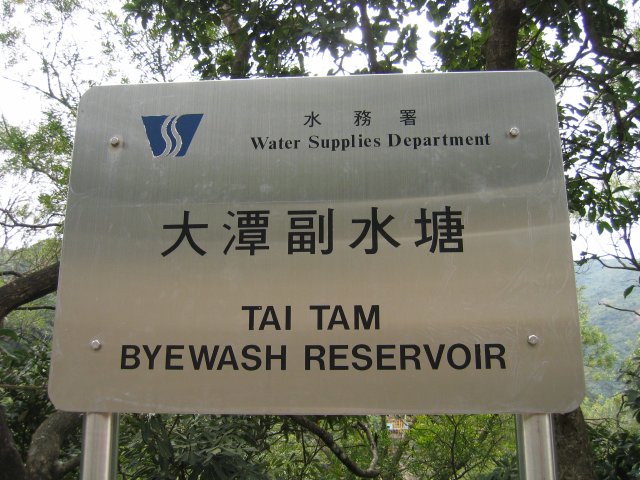 水務署
Water Supplies Department
大潭副水塘
TAI TAM
BYEWASH RESERVOIR